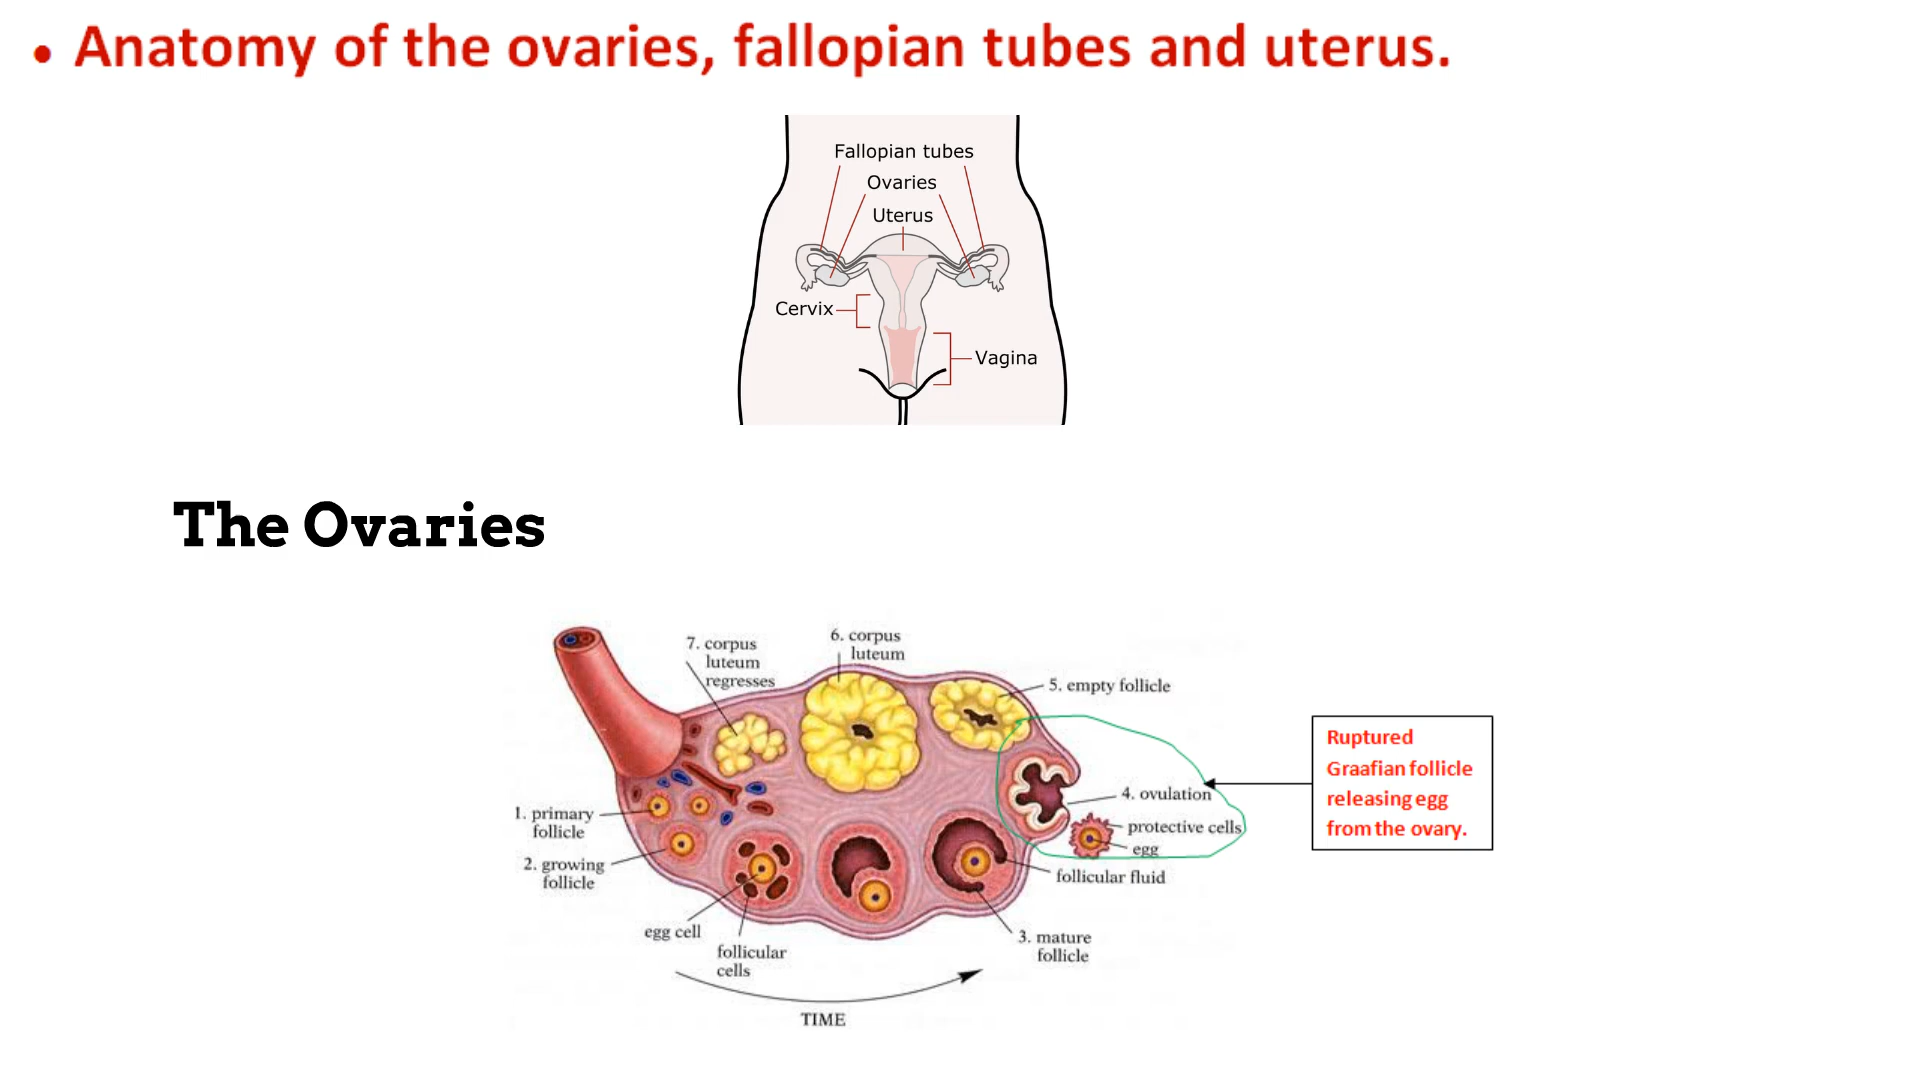 • Anatomy of the ovaries, fallopian tubes and uterus.
Fallopian tubes
Ovaries
Uterus
Cervix
Vagina
The Ovaries
7. corpus
luteum
regresses
6. corpus
luteum
5. empty follicle
4. ovulation
protective cells
egg
follicular fluid
3. mature
follicle
1. primary
follicle
2. growing
follicle
egg cell
follicular
cells
TIME
Ruptured
Graafian follicle
releasing egg
from the ovary.